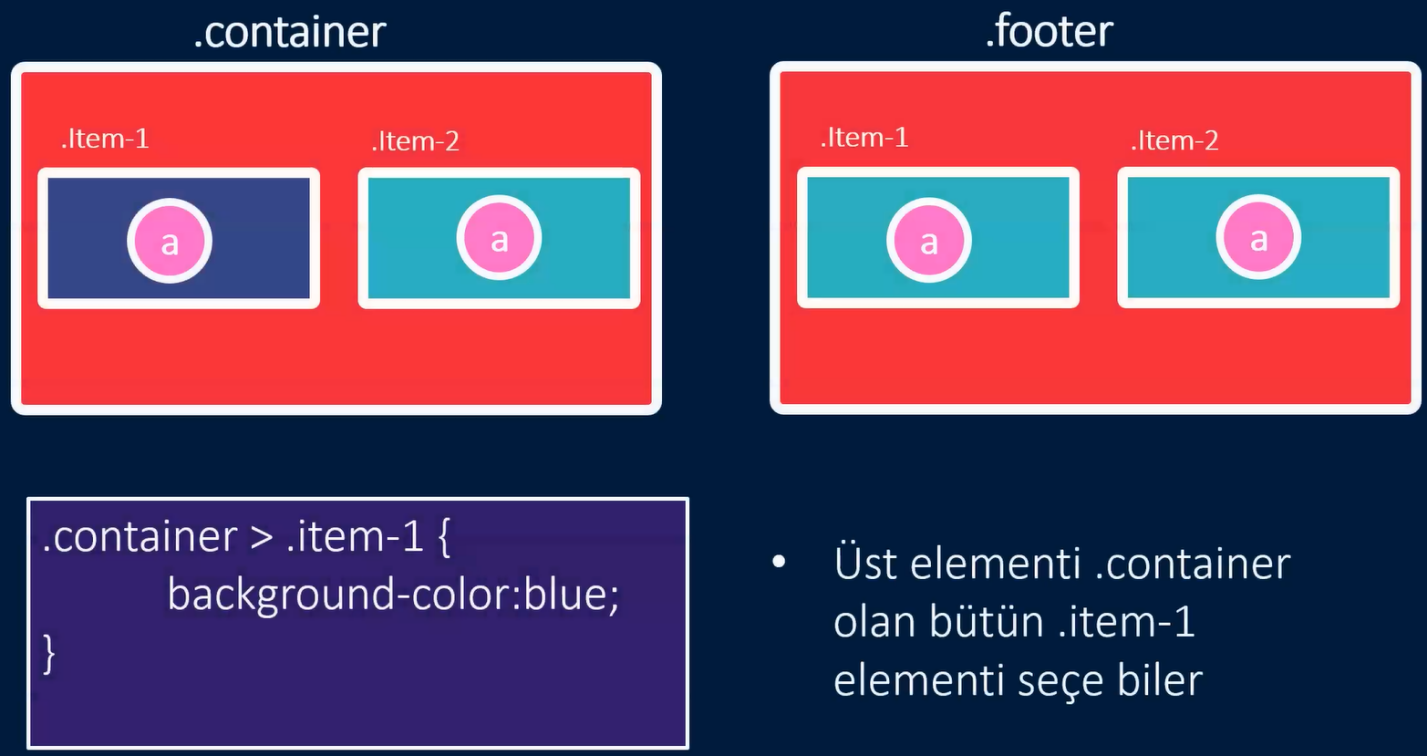 .container
.footer
.Item-1
.Item-2
.Item-1
.Item-2
a
a
a
a
.container > .item-1 {
background-color:blue;
}
• Üst elementi .container
olan bütün .item-1
elementi seçe biler